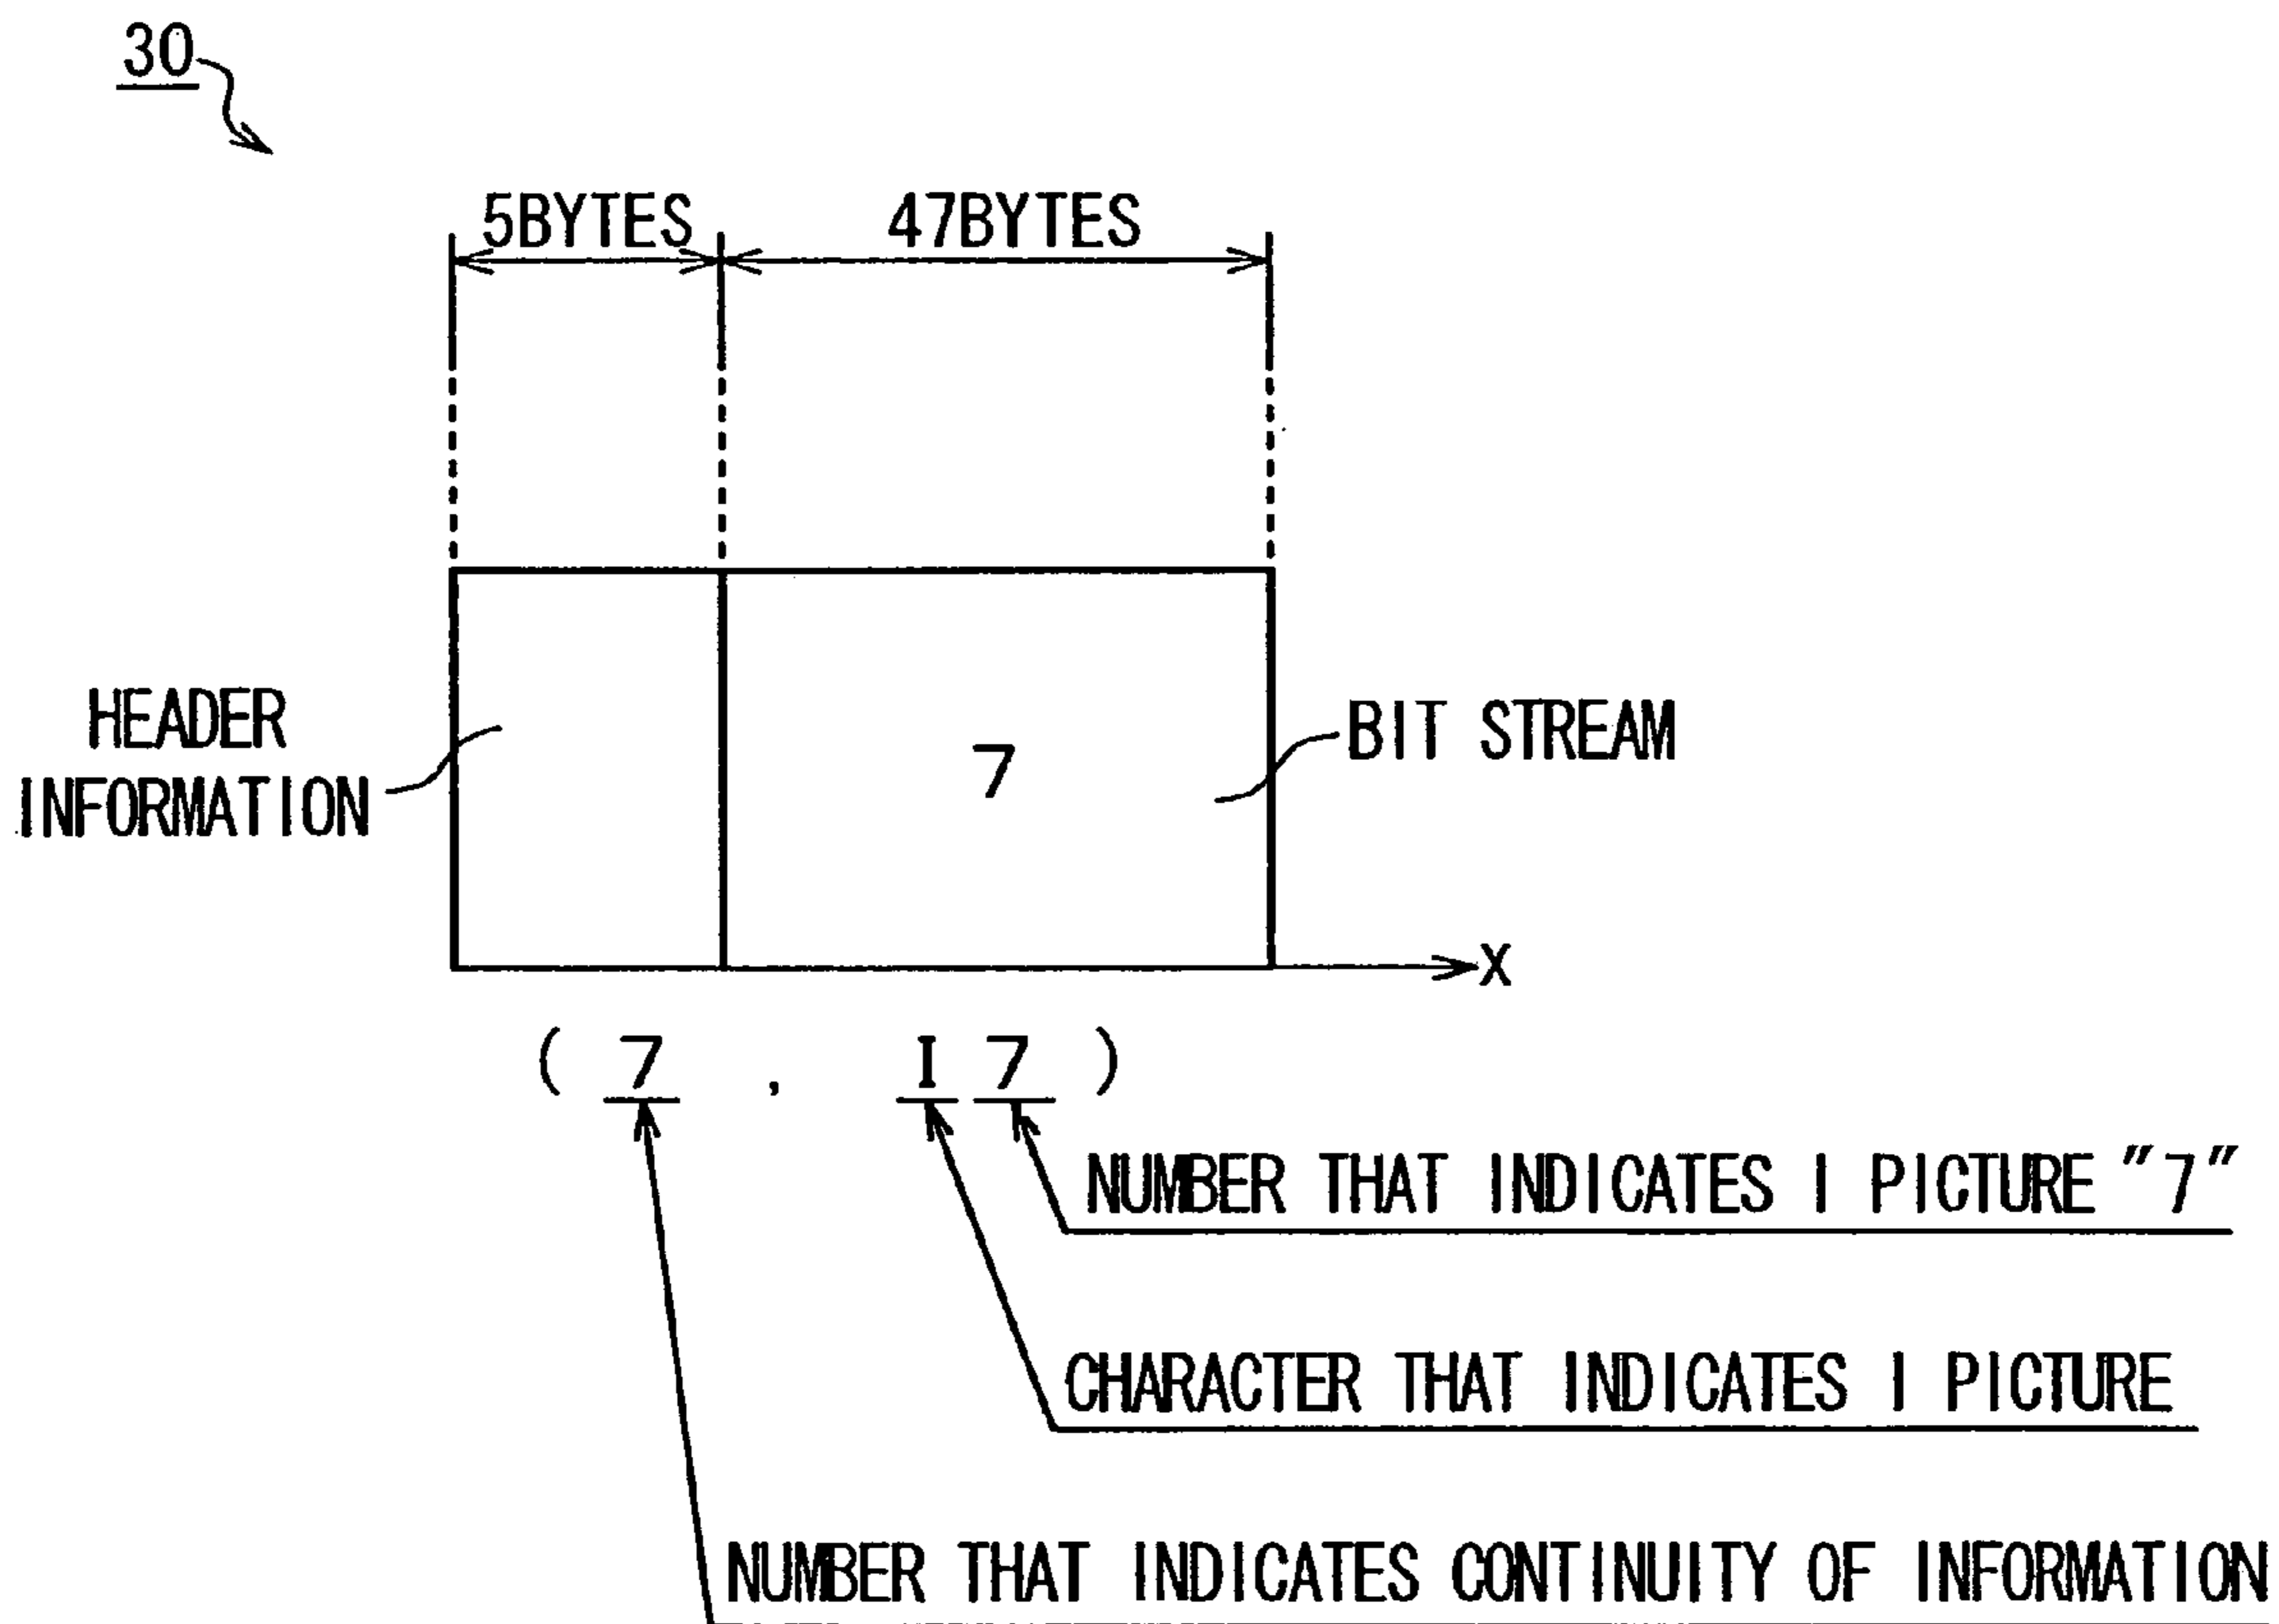 30
5BYTES 47BYTES
HEADER
INFORMATION
7
BIT STREAM
X
( 7 , I 7 )
NUMBER THAT INDICATES I PICTURE "7"
CHARACTER THAT INDICATES I PICTURE
NUMBER THAT INDICATES CONTINUITY OF INFORMATION